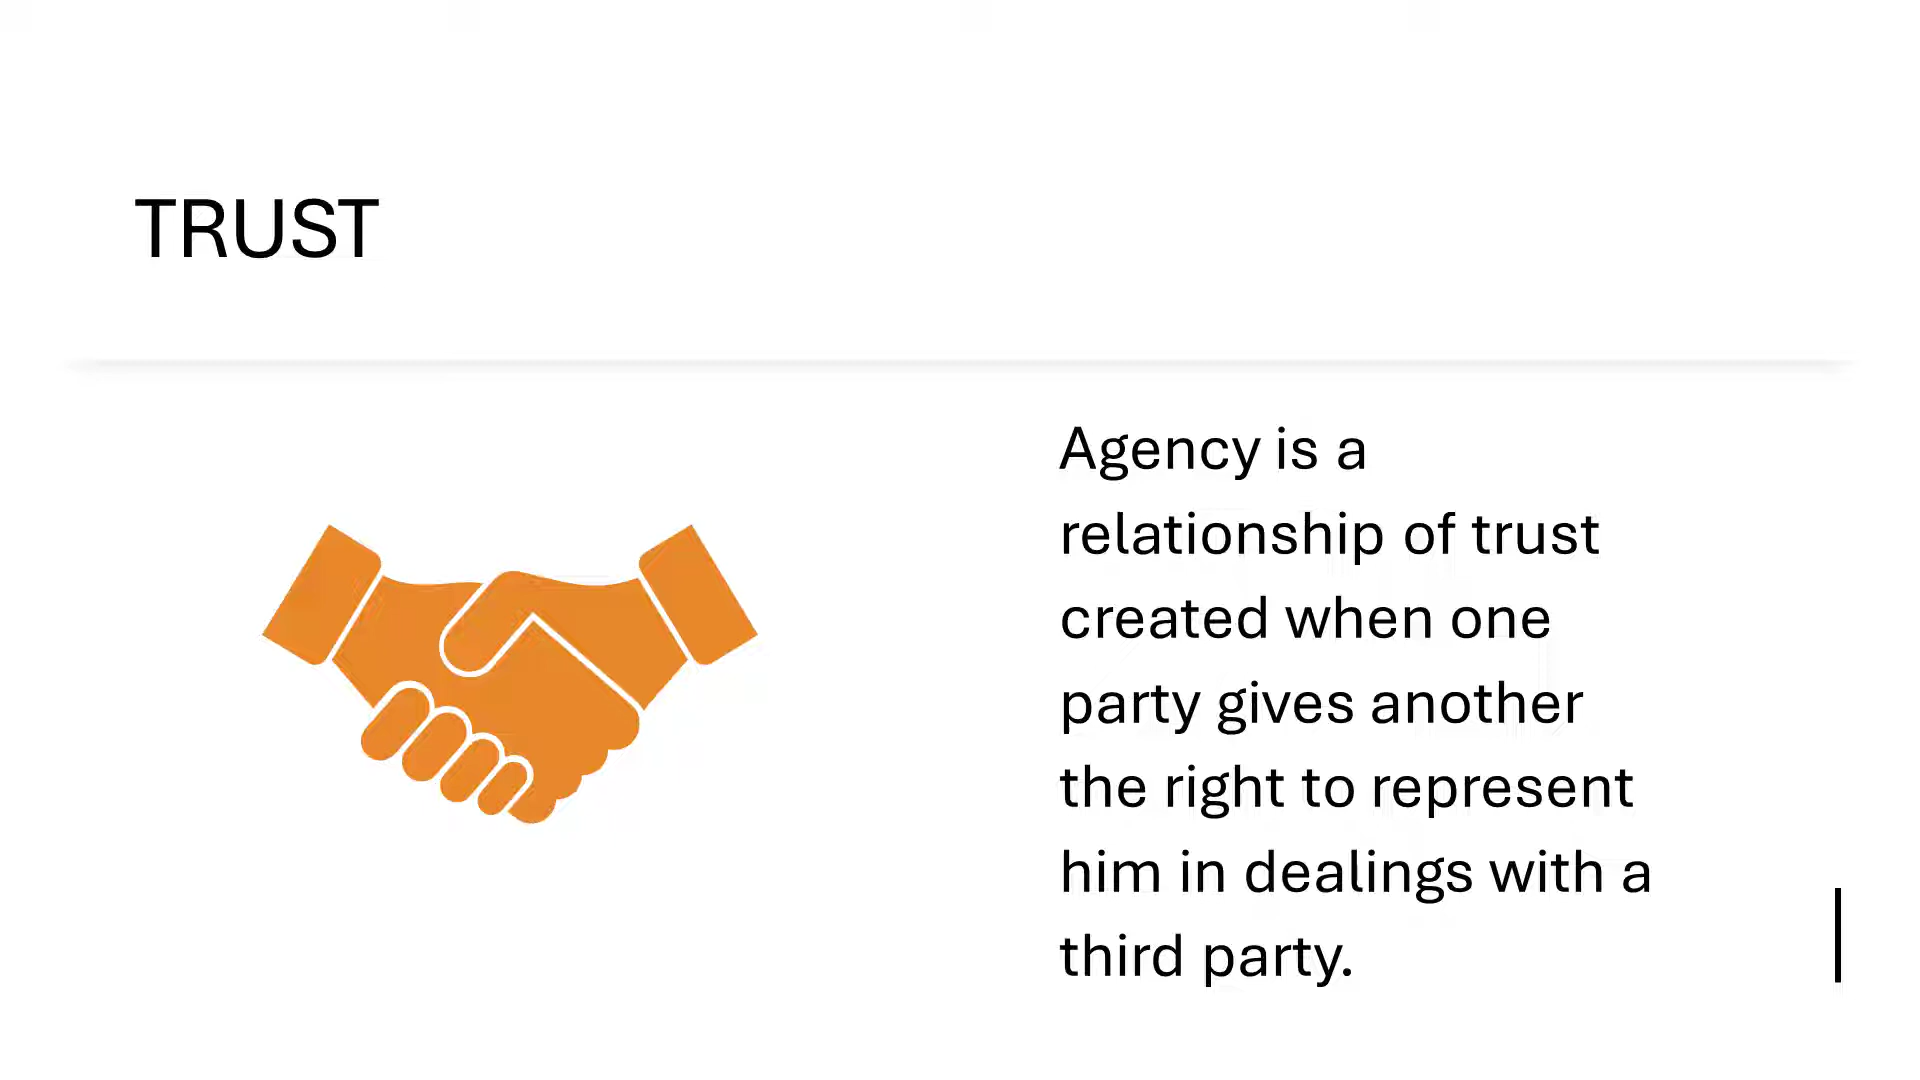 TRUST
Agency is a
relationship of trust
created when one
party gives another
the right to represent
him in dealings with a
third party.